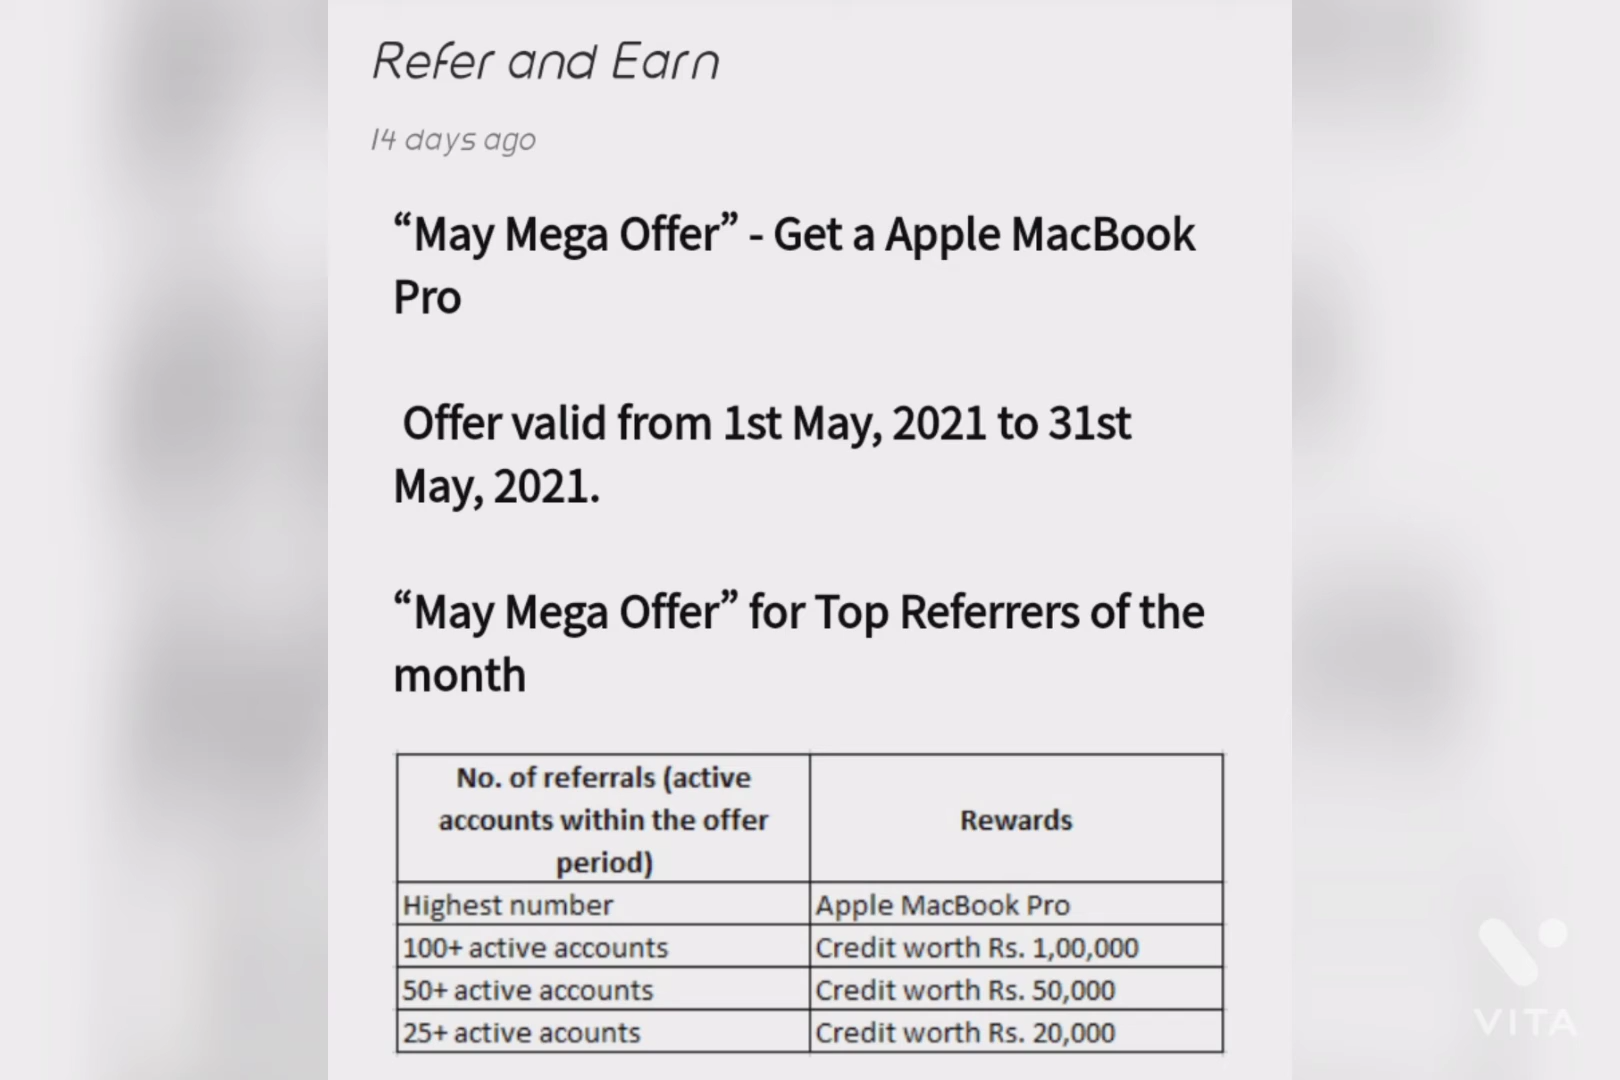 Refer and Earn
14 days ago
“May Mega Offer” - Get a Apple MacBook
Pro
Offer valid from 1st May, 2021 to 31st
May, 2021.
“May Mega Offer” for Top Referrers of the
month
No. of referrals (active
accounts within the offer
period)
Rewards
Highest number
Apple MacBook Pro
100+ active accounts
Credit worth Rs. 1,00,000
50+ active accounts
Credit worth Rs. 50,000
25+ active acounts
Credit worth Rs. 20,000
VITA